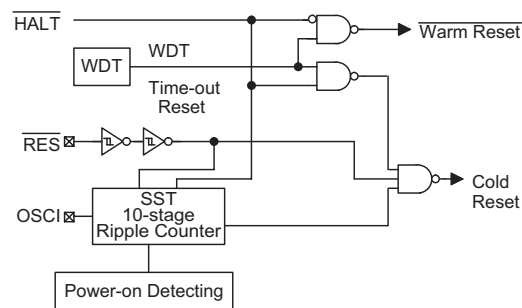 HALT
Warm Reset
WDT
WDT
Time-out
Reset
RES
Cold
Reset
OSCI
SST
10-stage
Ripple Counter
Power-on Detecting